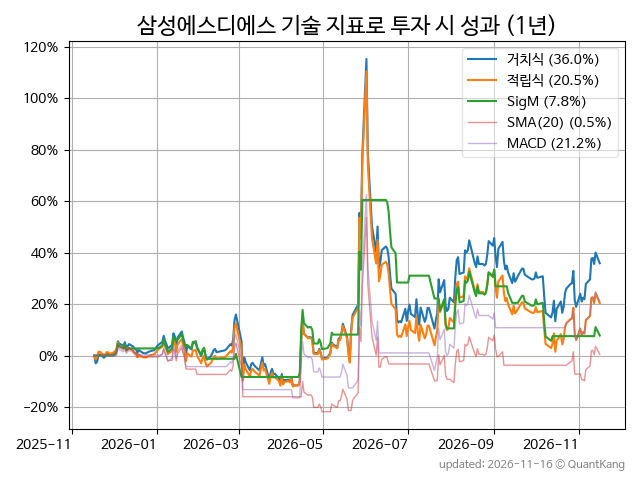 삼성에스디에스 기술 지표로 투자 시 성과 (1년)
120%
100%
80%
60%
40%
20%
0%
−20%
거치식 (36.0%)
적립식 (20.5%)
SigM (7.8%)
SMA(20) (0.5%)
MACD (21.2%)
2025-11
2026-01
2026-03
2026-05
2026-07
2026-09
2026-11
updated: 2026-11-16 © QuantKang